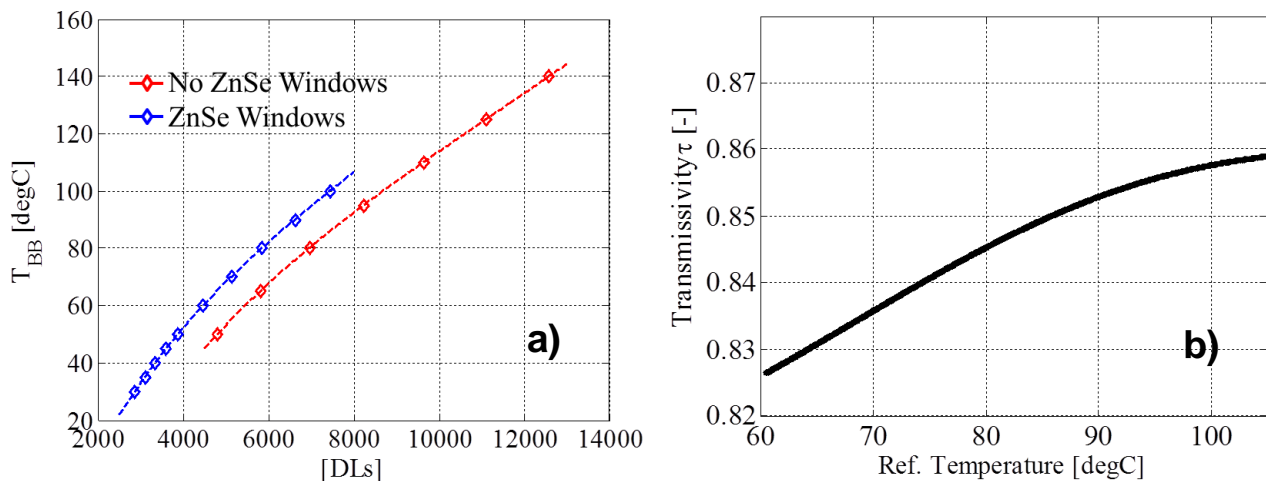 160
140
120
100
80
60
40
20
T_BB [degC]
No ZnSe Windows
ZnSe Windows
a)
2000 4000 6000 8000 10000 12000 14000
[DLs]
0.87
0.86
0.85
0.84
0.83
0.82
Transmissivity τ [-]
b)
60 70 80 90 100
Ref. Temperature [degC]